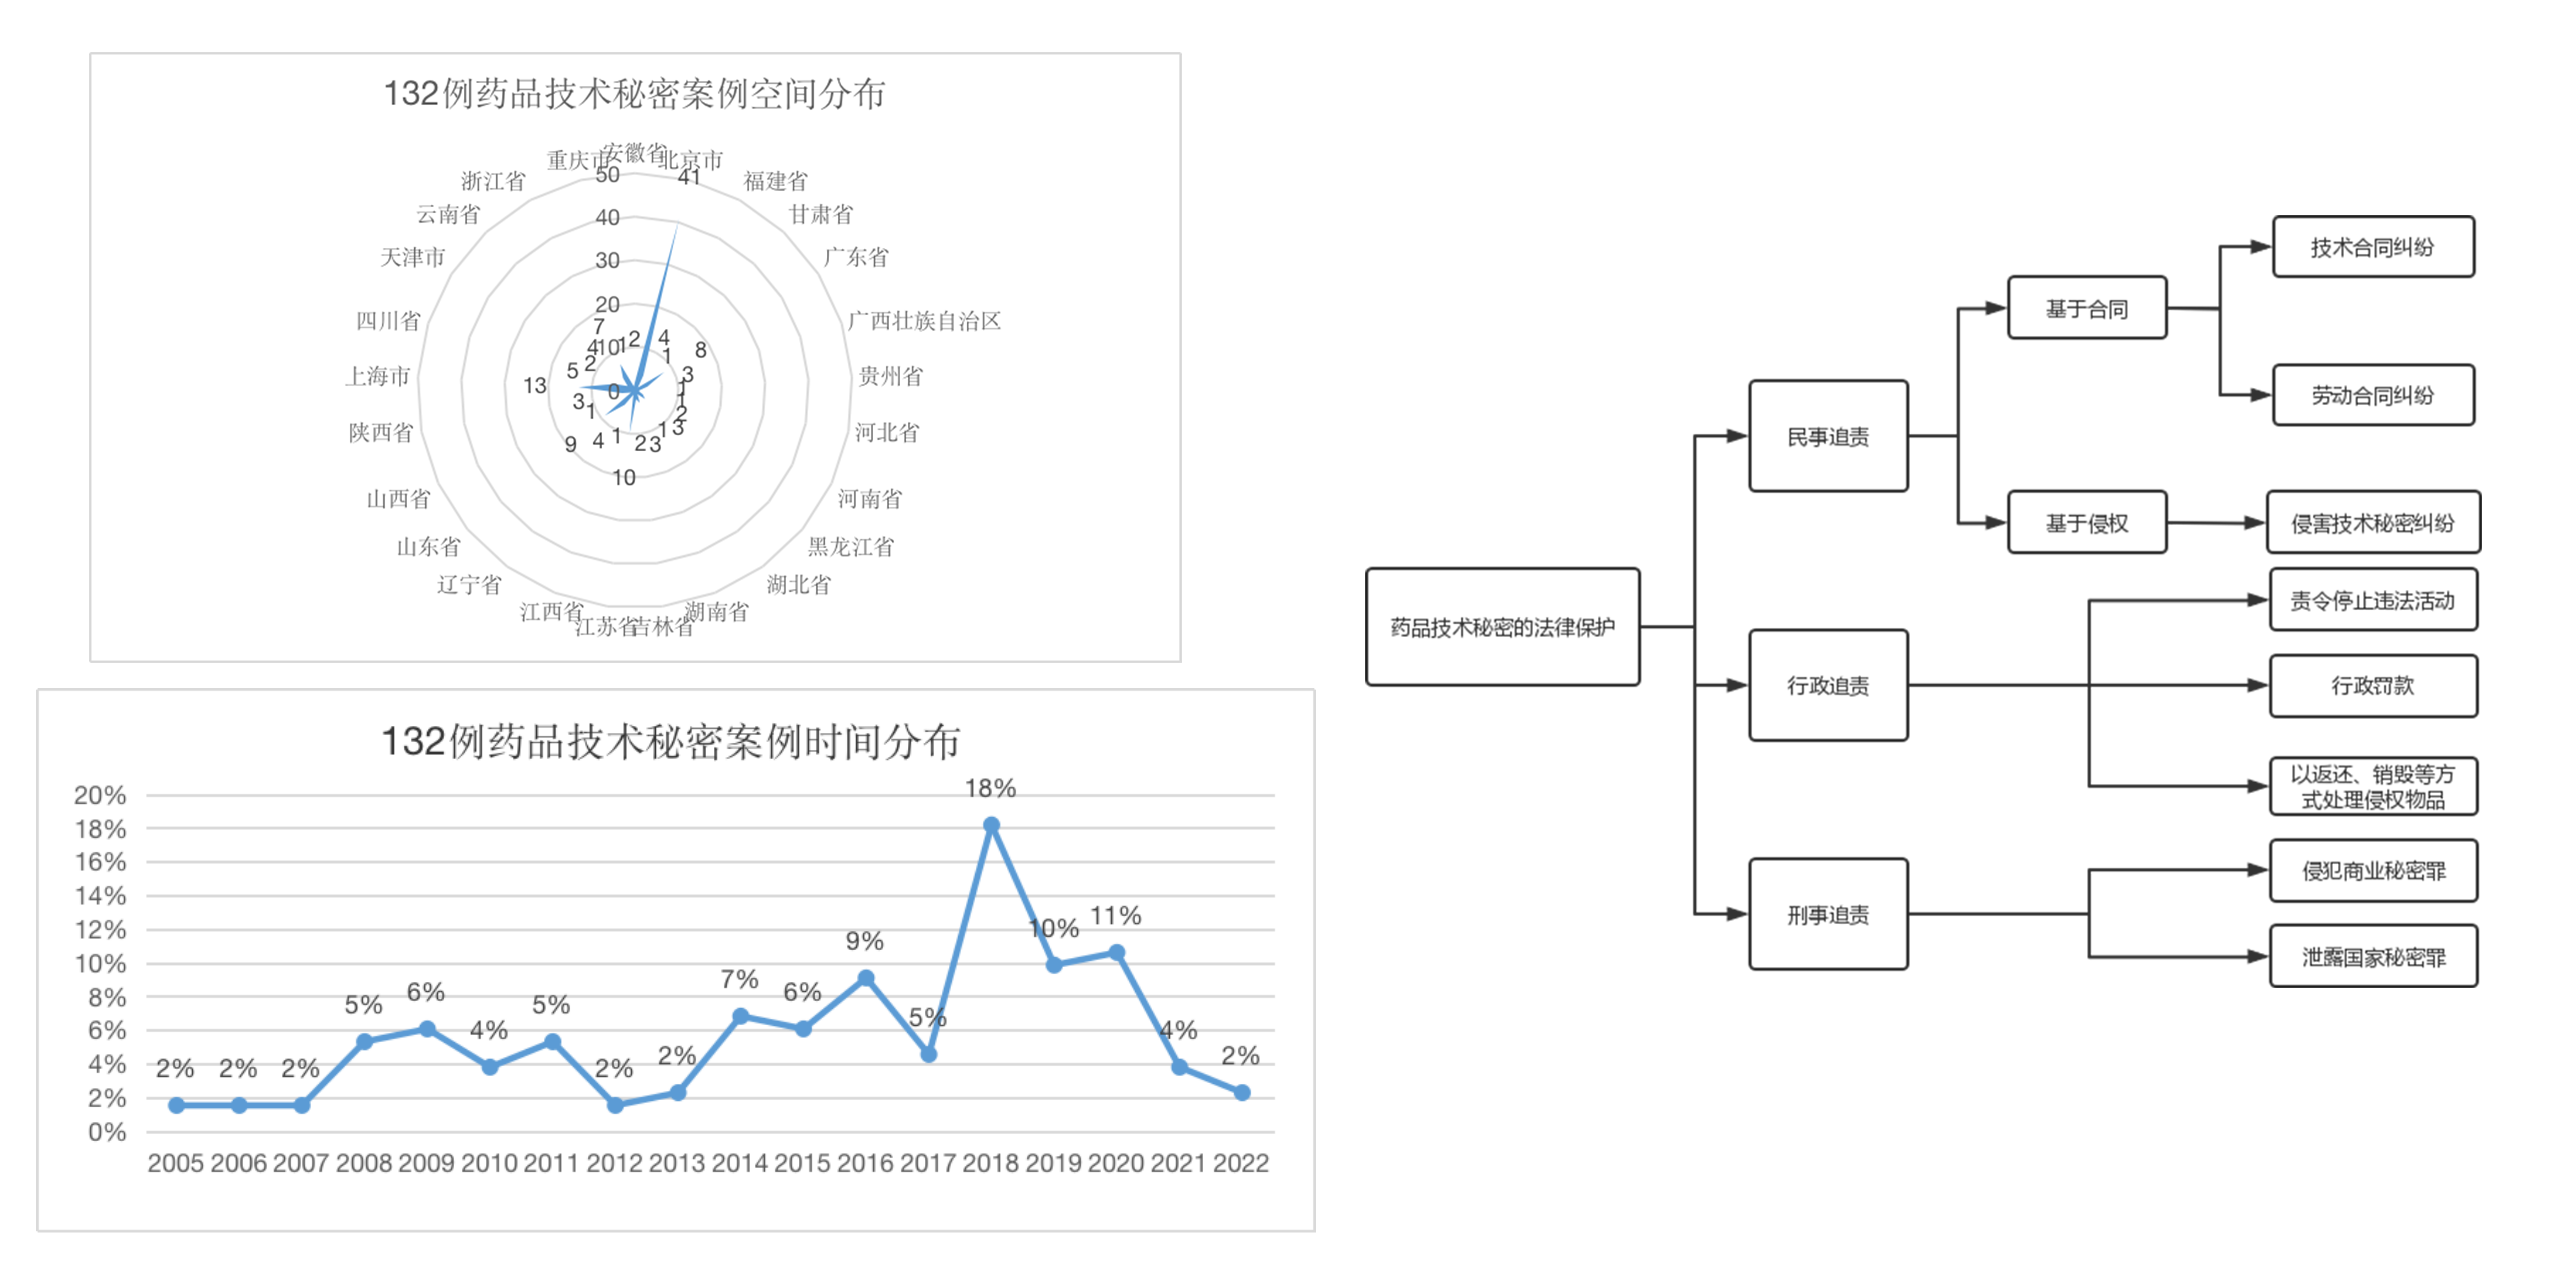 132例药品技术秘密案例空间分布
安徽省
北京市
福建省
甘肃省
广东省
广西壮族自治区
贵州省
河北省
河南省
黑龙江省
湖北省
湖南省
吉林省
江苏省
江西省
辽宁省
山东省
山西省
陕西省
上海市
四川省
天津市
云南省
浙江省
重庆市
50
40
30
20
10
0
2
41
4
1
8
3
1
1
2
3
1
3
2
10
1
4
9
1
3
13
5
2
4
7
1
132例药品技术秘密案例时间分布
20%
18%
16%
14%
12%
10%
8%
6%
4%
2%
0%
2% 2% 2% 5% 6% 4% 5% 2% 2% 7% 6% 9% 5% 18% 10% 11% 4% 2%
2005 2006 2007 2008 2009 2010 2011 2012 2013 2014 2015 2016 2017 2018 2019 2020 2021 2022
药品技术秘密的法律保护
民事追责
基于合同
技术合同纠纷
劳动合同纠纷
基于侵权
侵害技术秘密纠纷
行政追责
责令停止违法活动
行政罚款
以返还、销毁等方
式处理侵权物品
刑事追责
侵犯商业秘密罪
泄露国家秘密罪